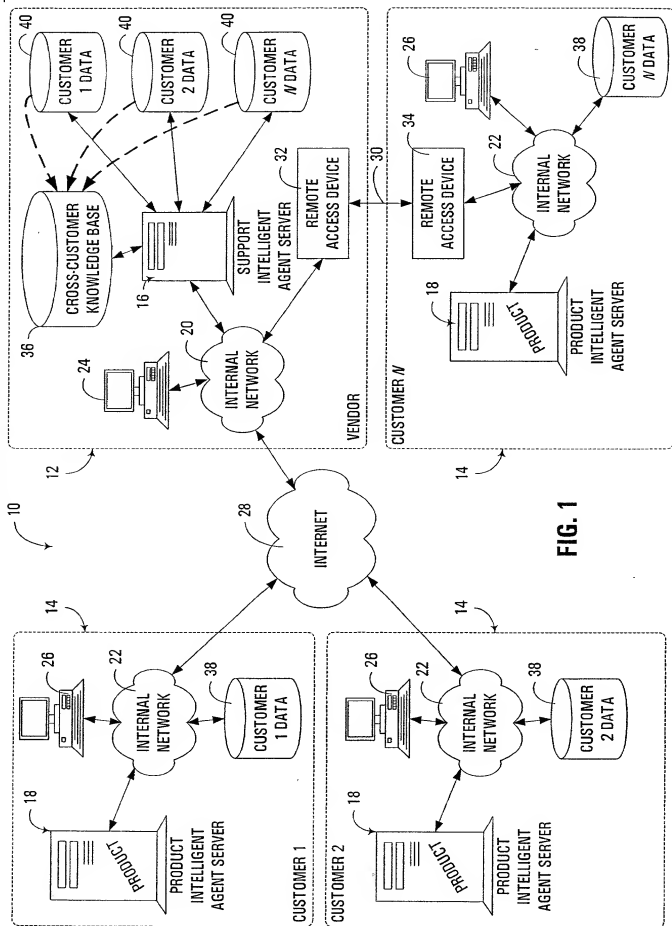 10
12
14
CUSTOMER 1
18
PRODUCT
PRODUCT
INTELLIGENT
AGENT SERVER
22
INTERNAL
NETWORK
26
38
CUSTOMER
1 DATA
14
CUSTOMER 2
18
PRODUCT
PRODUCT
INTELLIGENT
AGENT SERVER
22
INTERNAL
NETWORK
26
38
CUSTOMER
2 DATA
28
INTERNET
VENDOR
24
20
INTERNAL
NETWORK
36
CROSS-CUSTOMER
KNOWLEDGE BASE
16
SUPPORT
INTELLIGENT
AGENT SERVER
40
CUSTOMER
1 DATA
40
CUSTOMER
2 DATA
40
CUSTOMER
N DATA
32
REMOTE
ACCESS DEVICE
30
14
CUSTOMER N
34
REMOTE
ACCESS DEVICE
22
INTERNAL
NETWORK
26
38
CUSTOMER
N DATA
18
PRODUCT
PRODUCT
INTELLIGENT
AGENT SERVER
FIG. 1